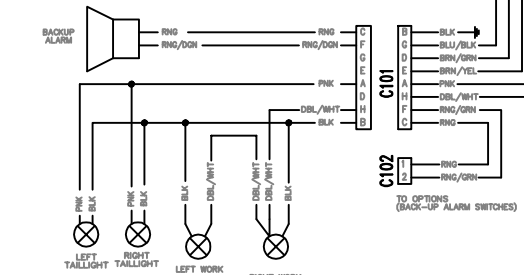 BACKUP
ALARM
RNG
RNG
RNG/DGN
RNG/DGN
PNK
DBL/WHT
BLK
C
F
G
E
A
D
H
B
C101
B
G
D
E
A
H
F
C
BLK
BLU/BLK
BRN/GRN
BRN/YEL
PNK
DBL/WHT
RNG/GRN
RNG
C102
1
2
RNG
RNG/GRN
TO OPTIONS
(BACK-UP ALARM SWITCHES)
PNK
BLK
PNK
BLK
BLK
DBL/WHT
DBL/WHT
DBL/WHT
BLK
LEFT
TAILLIGHT
RIGHT
TAILLIGHT
LEFT WORK
RIGHT WORK